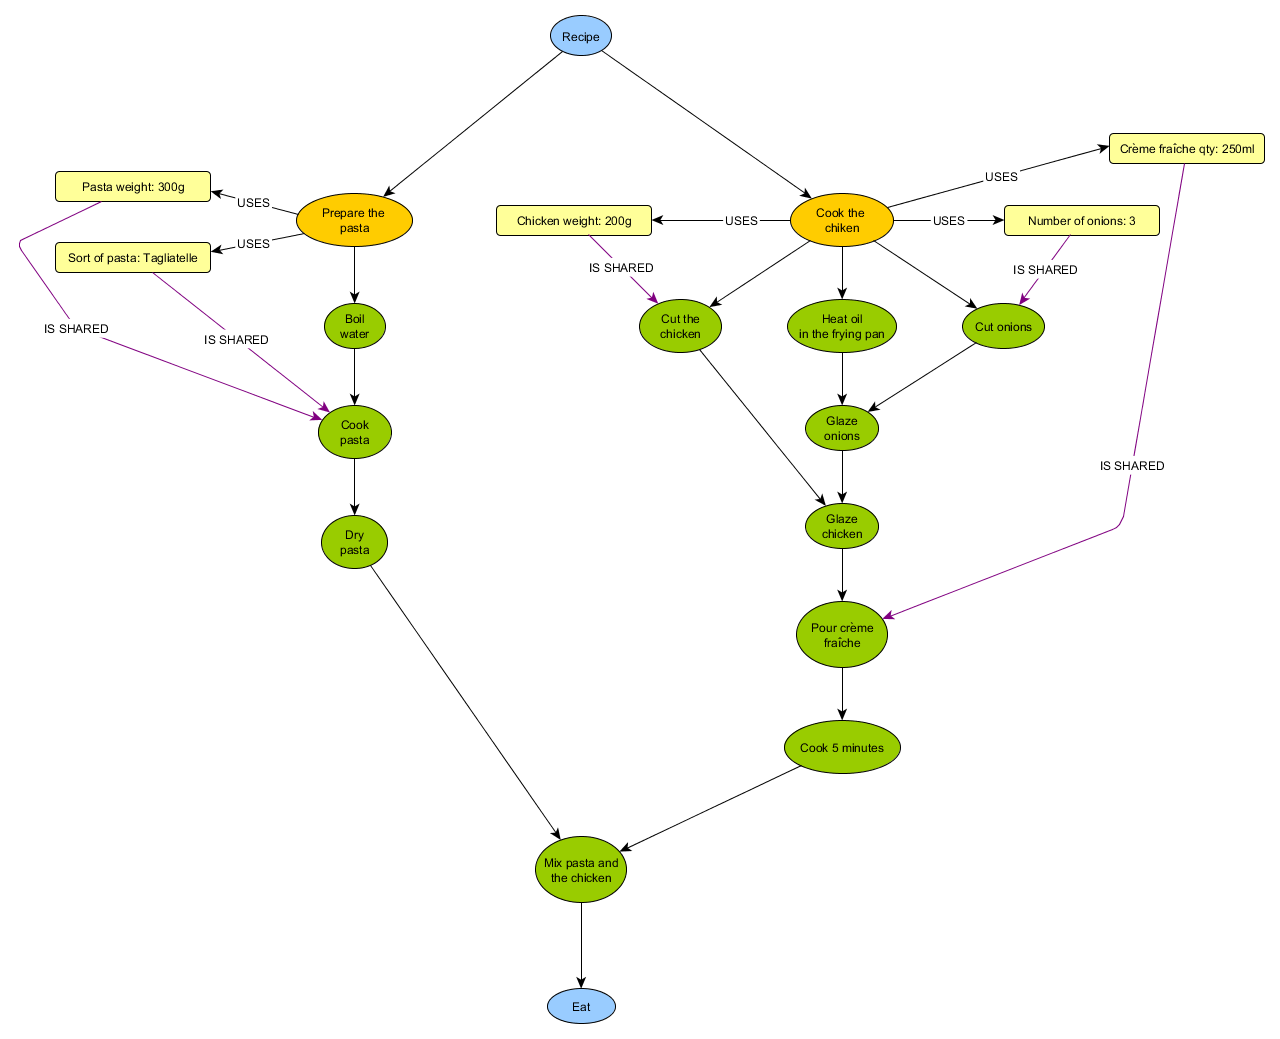 Recipe
Crème fraîche qty: 250ml
USES
Pasta weight: 300g
USES
Prepare the
pasta
Chicken weight: 200g
USES
Cook the
chiken
USES
Number of onions: 3
USES
Sort of pasta: Tagliatelle
IS SHARED
IS SHARED
Boil
water
Cut the
chicken
Heat oil
in the frying pan
Cut onions
IS SHARED
IS SHARED
Cook
pasta
Glaze
onions
IS SHARED
Dry
pasta
Glaze
chicken
Pour crème
fraîche
Cook 5 minutes
Mix pasta and
the chicken
Eat